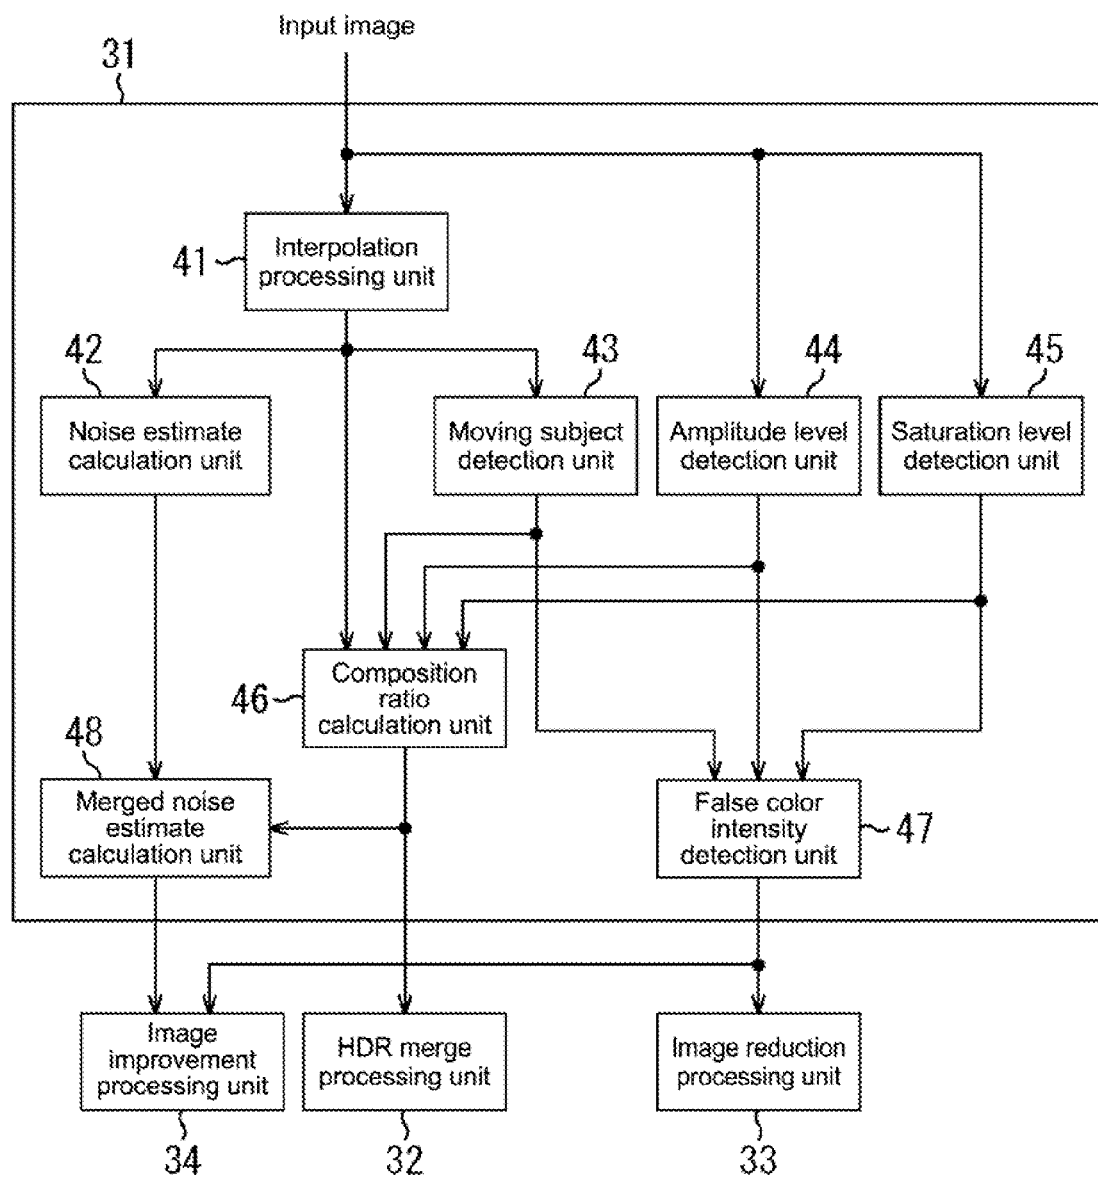 Input image
31
41
Interpolation
processing unit
42
43
44
45
Noise estimate
calculation unit
Moving subject
detection unit
Amplitude level
detection unit
Saturation level
detection unit
46
Composition
ratio
calculation unit
48
Merged noise
estimate
calculation unit
False color
intensity
detection unit
47
Image
improvement
processing unit
HDR merge
processing unit
Image reduction
processing unit
34
32
33